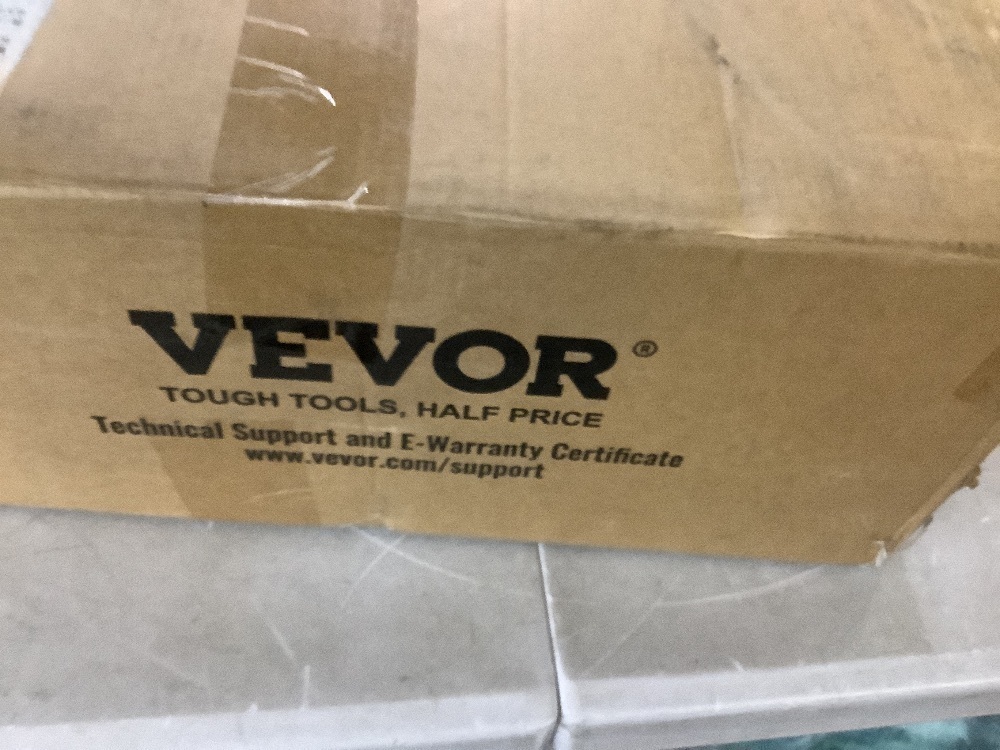 VEVOR®
TOUGH TOOLS, HALF PRICE
Technical Support and E-Warranty Certificate
www.vevor.com/support